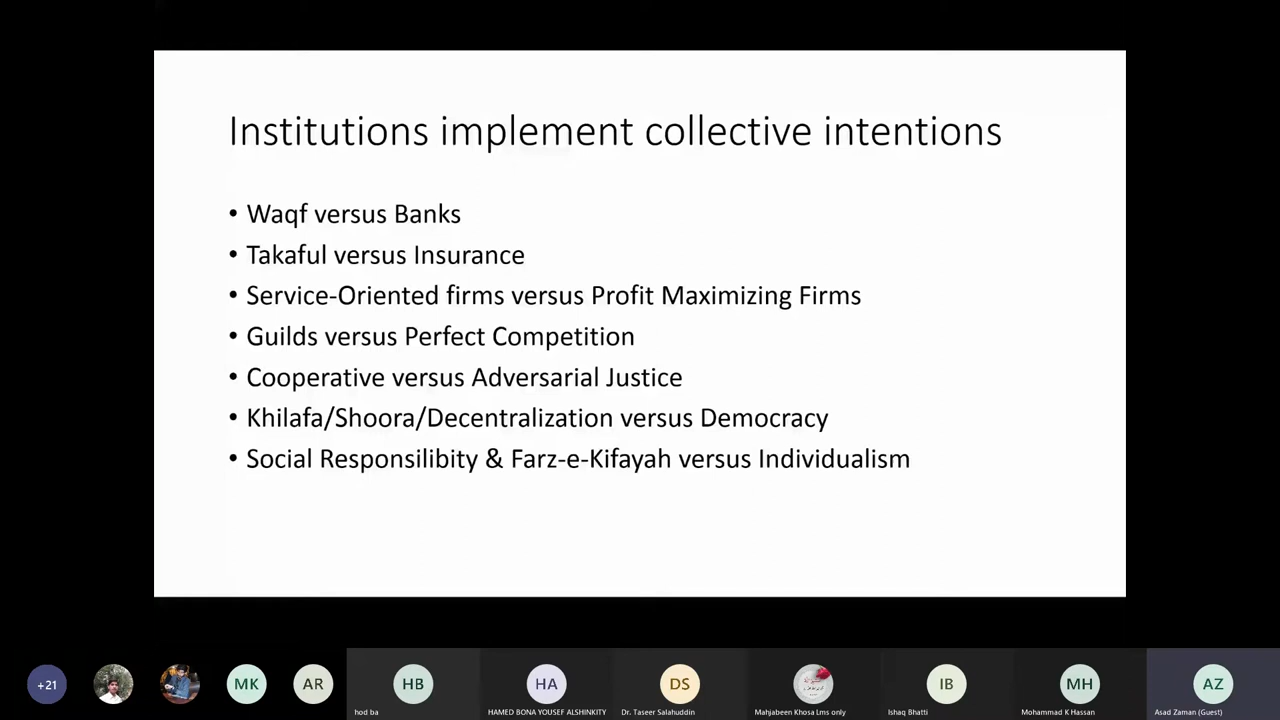 Institutions implement collective intentions
• Waqf versus Banks
• Takaful versus Insurance
• Service-Oriented firms versus Profit Maximizing Firms
• Guilds versus Perfect Competition
• Cooperative versus Adversarial Justice
• Khilafa/Shoora/Decentralization versus Democracy
• Social Responsilibity & Farz-e-Kifayah versus Individualism
+21 MK AR HB HA DS IB MH AZ
hod ba HAMED BONA YOUSEF ALSHINKITY Dr. Taseer Salahuddin Mahjabeen Khosa Lms only Ishaq Bhatti Mohammad K Hassan Asad Zaman (Guest)